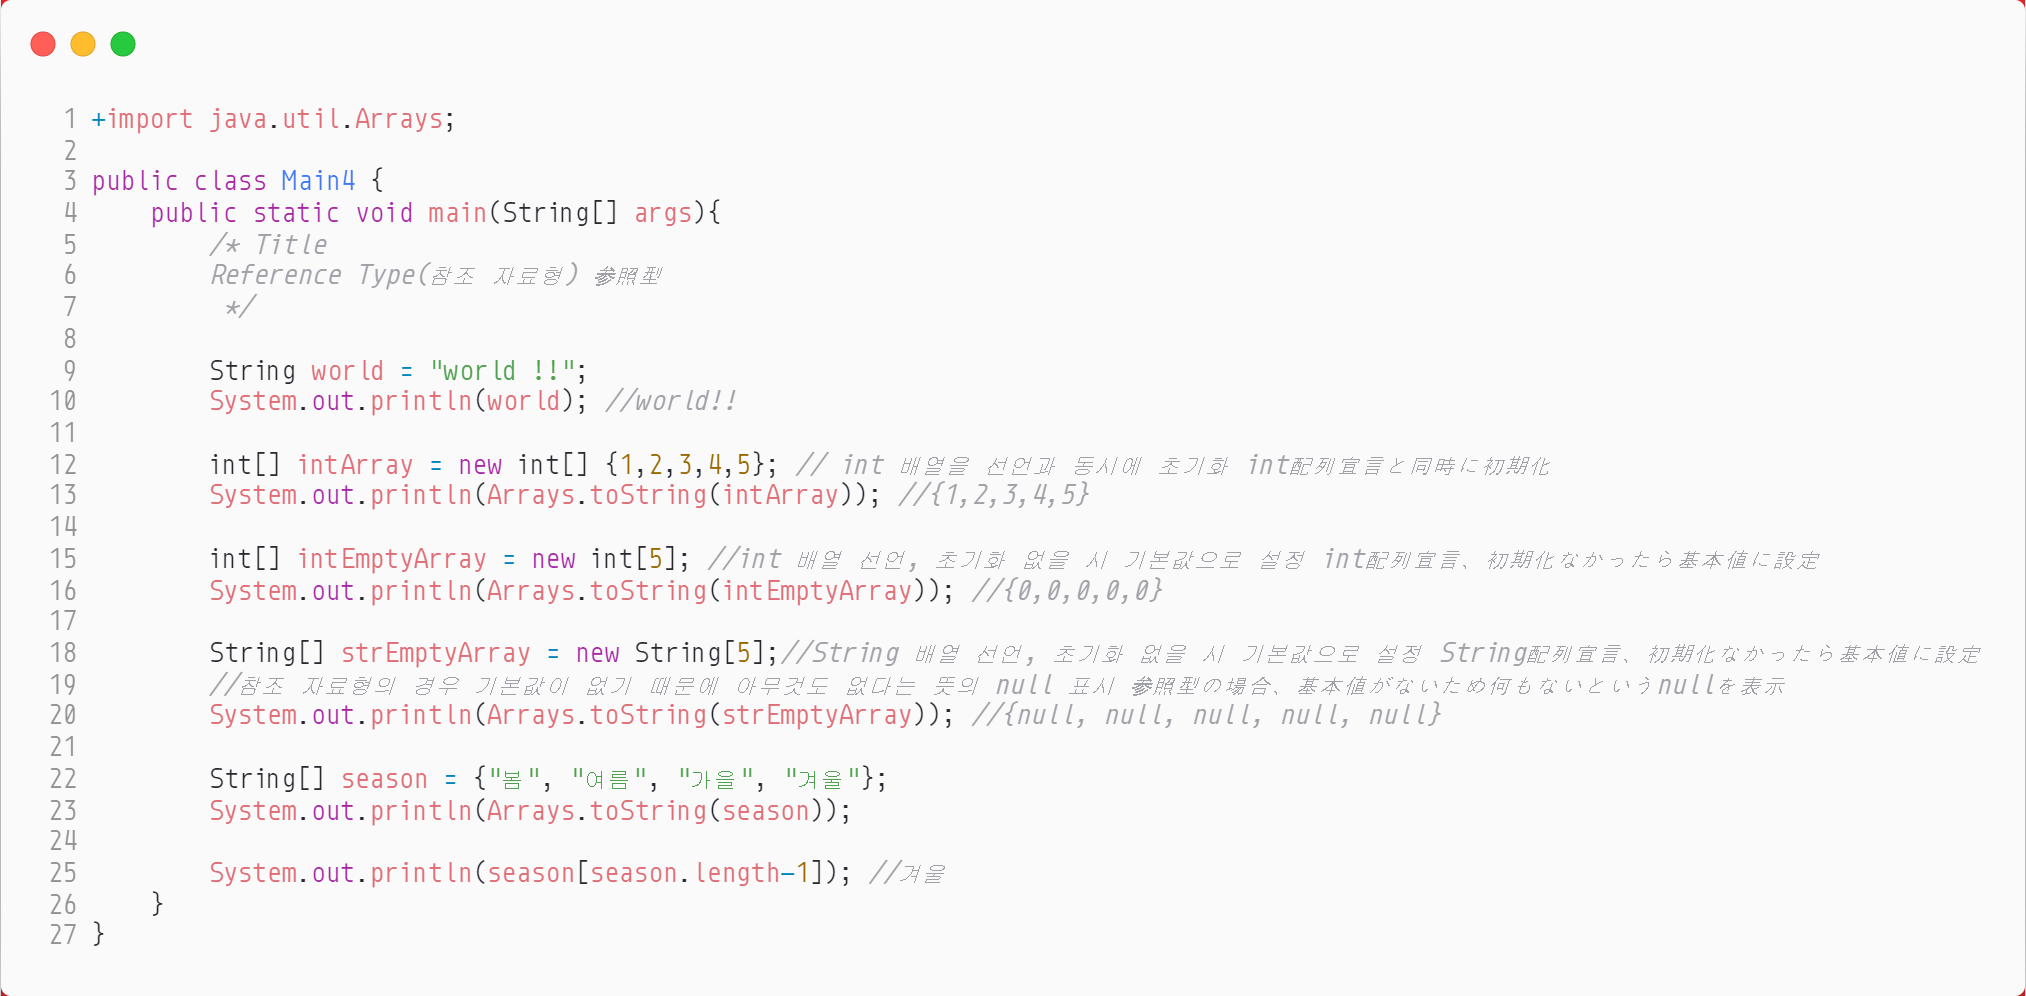 1 +import java.util.Arrays;
2
3 public class Main4 {
4     public static void main(String[] args){
5         /* Title
6         Reference Type(참조 자료형) 参照型
7          */
8
9         String world = "world !!";
10         System.out.println(world); //world!!
11
12         int[] intArray = new int[] {1,2,3,4,5}; // int 배열을 선언과 동시에 초기화 int配列宣言と同時に初期化
13         System.out.println(Arrays.toString(intArray)); //{1,2,3,4,5}
14
15         int[] intEmptyArray = new int[5]; //int 배열 선언, 초기화 없을 시 기본값으로 설정 int配列宣言、初期化なかったら基本値に設定
16         System.out.println(Arrays.toString(intEmptyArray)); //{0,0,0,0,0}
17
18         String[] strEmptyArray = new String[5];//String 배열 선언, 초기화 없을 시 기본값으로 설정 String配列宣言、初期化なかったら基本値に設定
19         //참조 자료형의 경우 기본값이 없기 때문에 아무것도 없다는 뜻의 null 표시 参照型の場合、基本値がないため何もないというnullを表示
20         System.out.println(Arrays.toString(strEmptyArray)); //{null, null, null, null, null}
21
22         String[] season = {"봄", "여름", "가을", "겨울"};
23         System.out.println(Arrays.toString(season));
24
25         System.out.println(season[season.length-1]); //겨울
26     }
27 }